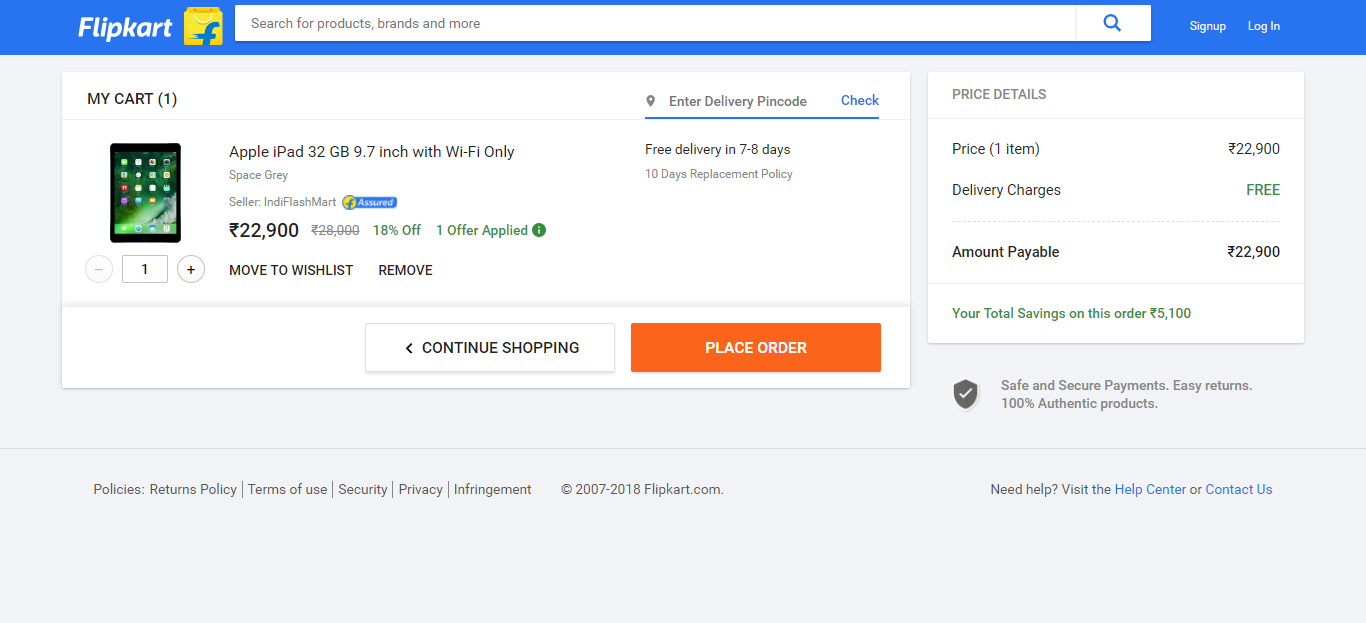 Flipkart
Search for products, brands and more
Signup
Log In
MY CART (1)
Enter Delivery Pincode
Check
Apple iPad 32 GB 9.7 inch with Wi-Fi Only
Space Grey
Seller: IndiFlashMart Assured
₹22,900 ₹28,000 18% Off 1 Offer Applied
Free delivery in 7-8 days
10 Days Replacement Policy
− 1 +
MOVE TO WISHLIST
REMOVE
CONTINUE SHOPPING
PLACE ORDER
PRICE DETAILS
Price (1 item) ₹22,900
Delivery Charges FREE
Amount Payable ₹22,900
Your Total Savings on this order ₹5,100
Safe and Secure Payments. Easy returns.
100% Authentic products.
Policies: Returns Policy | Terms of use | Security | Privacy | Infringement
© 2007-2018 Flipkart.com.
Need help? Visit the Help Center or Contact Us